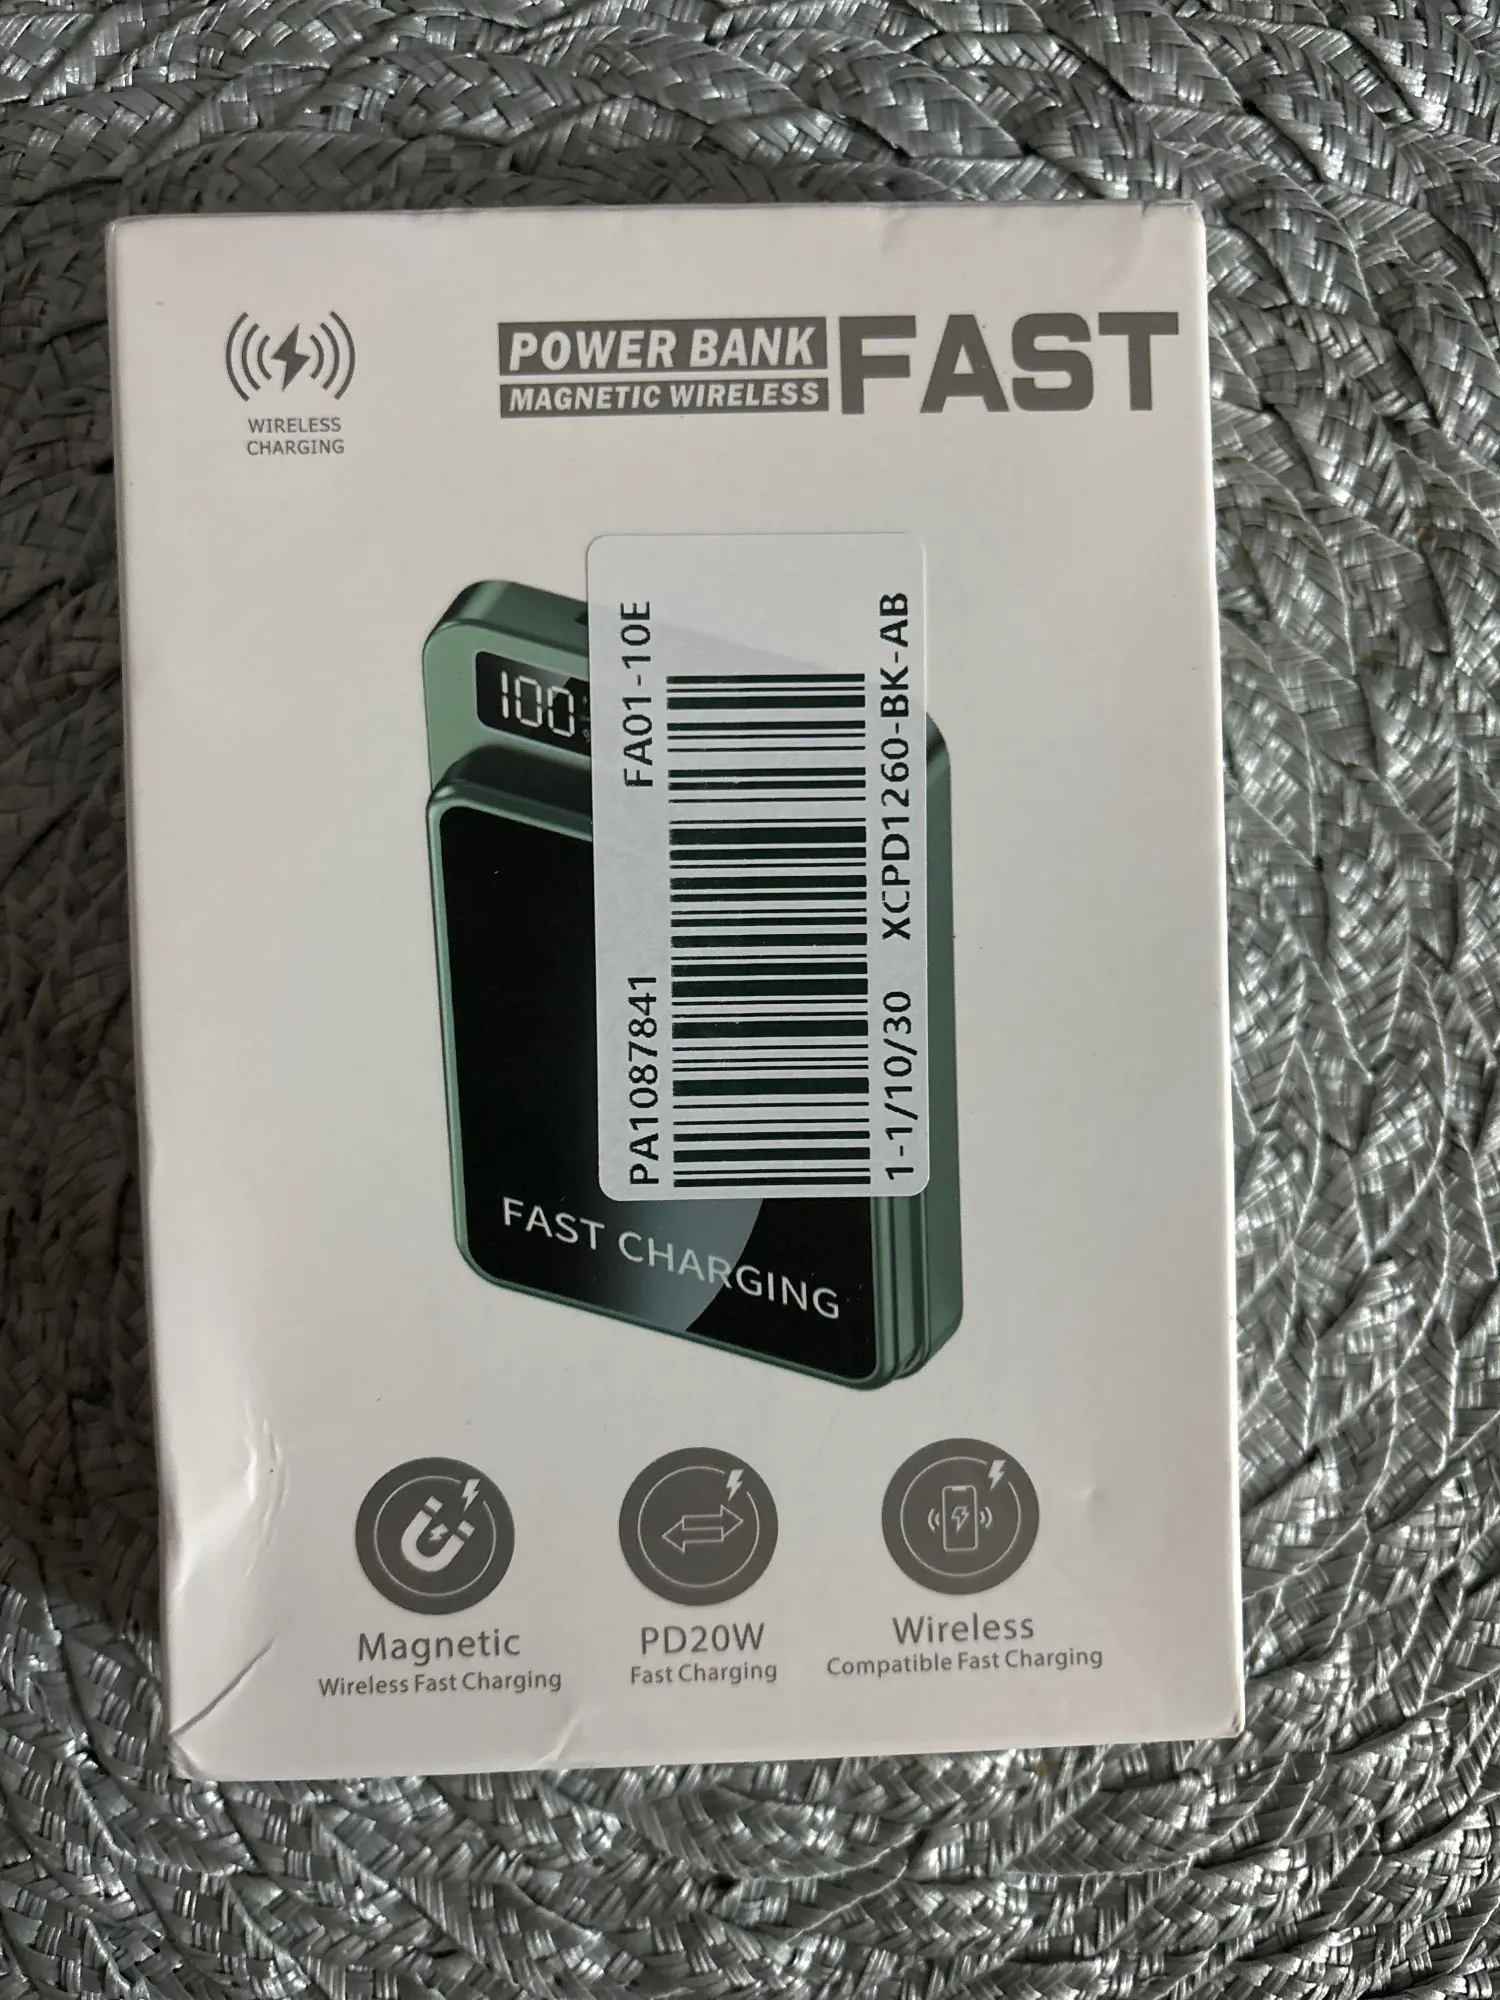 WIRELESS
CHARGING
POWER BANK
MAGNETIC WIRELESS
FAST
100
PA1087841 FA01-10E
1-1/10/30 XCPD1260-BK-AB
FAST CHARGING
Magnetic
Wireless Fast Charging
PD20W
Fast Charging
Wireless
Compatible Fast Charging